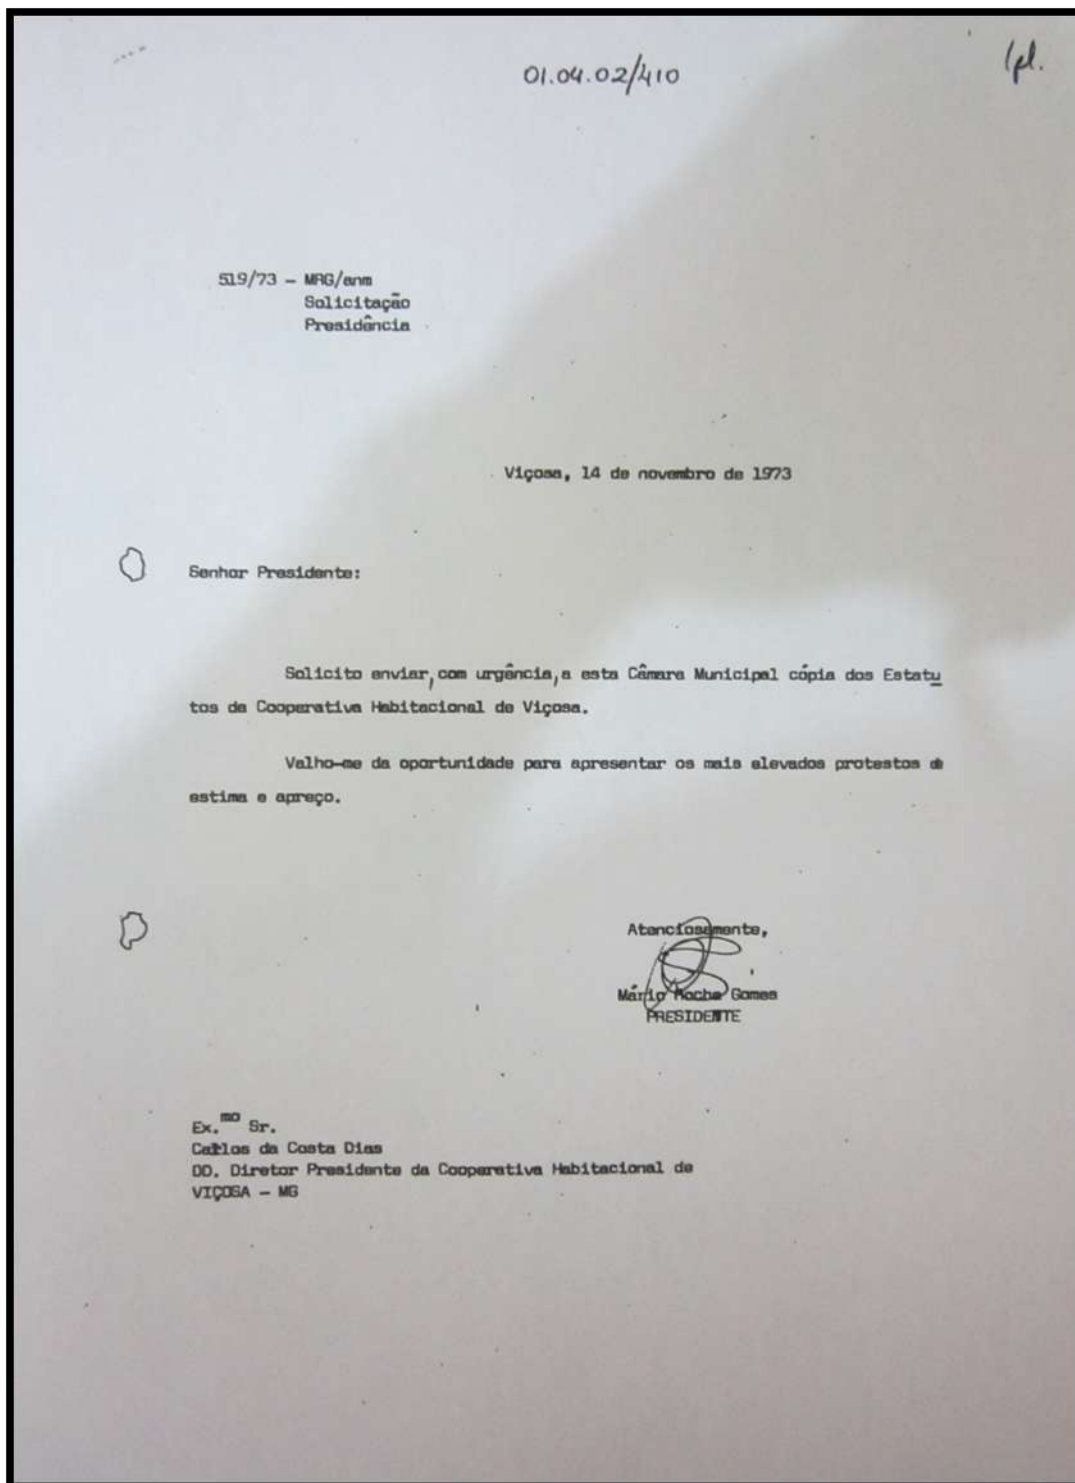 01.04.02/410
1pl.
519/73 – MRG/anm
Solicitação
Presidência
Viçosa, 14 de novembro de 1973
Senhor Presidente:
Solicito enviar, com urgência, a esta Câmara Municipal cópia dos Estatu
tos da Cooperativa Habitacional de Viçosa.
Valho-me da oportunidade para apresentar os mais elevados protestos de
estima e apreço.
Atenciosamente,
Mário Rocha Gomes
PRESIDENTE
Ex.mo Sr.
Carlos da Costa Dias
DD. Diretor Presidente da Cooperativa Habitacional de
VIÇOSA – MG